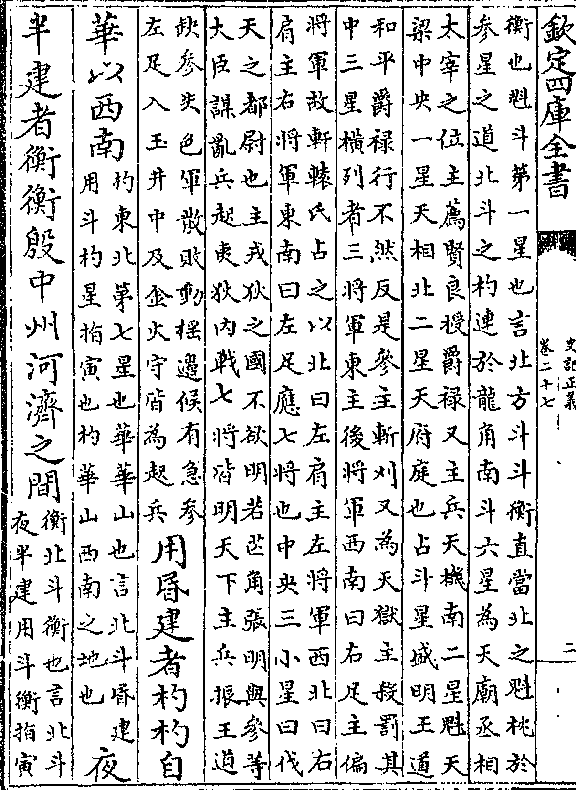 欽定四庫全書
史記正義
卷二十七
二
衡也魁斗第一星也言北方斗斗衡直當北之魁枕於
參星之道北斗之杓連於龍角南斗六星為天廟丞相
太宰之位主薦賢良授爵禄又主兵天機南二星魁天
梁中央一星天相北二星天府庭也占斗星盛明王道
和平爵禄行不然反是參主斬刈又為天獄主殺罰其
中三星横列者三將軍東主後將軍西南曰右足主偏
將軍故軒轅氏占之以北曰左肩主左將軍西北曰右
肩主右將軍東南曰左足應七將也中央三小星曰伐
天之都尉也主戎狄之國不欲明若芒角張明與參等
大臣謀亂兵起夷狄内戰七將皆明天下主兵振王道
缺參失色軍散敗動揺邊候有急參
左足入玉井中及金火守皆為起兵
用昏建者杓杓自
華以西南
杓東北第七星也華華山也言北斗昏建
用斗杓星指寅也杓華山西南之地也
夜
半建者衡衡殷中州河濟之間
衡北斗衡也言北斗
夜半建用斗衡指寅